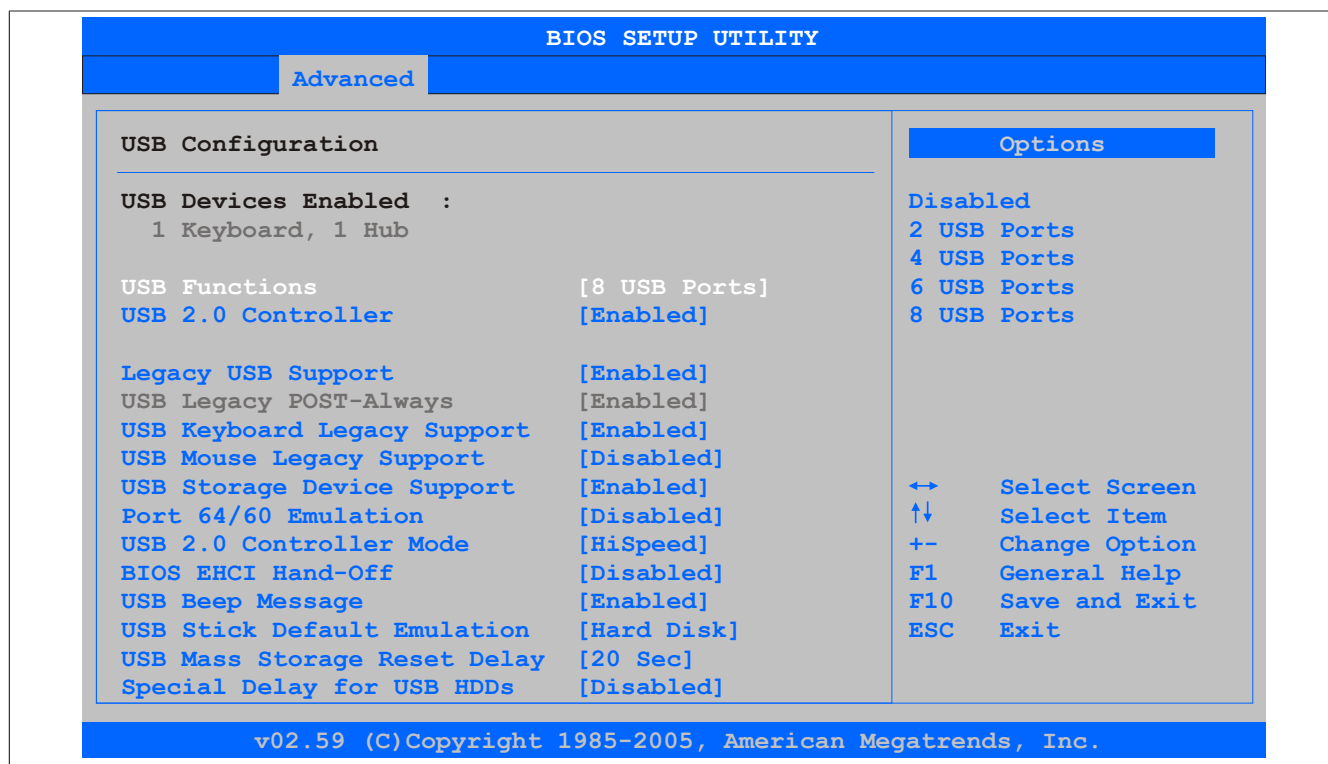 BIOS SETUP UTILITY
Advanced
USB Configuration
USB Devices Enabled :
1 Keyboard, 1 Hub
USB Functions [8 USB Ports]
USB 2.0 Controller [Enabled]
Legacy USB Support [Enabled]
USB Legacy POST-Always [Enabled]
USB Keyboard Legacy Support [Enabled]
USB Mouse Legacy Support [Disabled]
USB Storage Device Support [Enabled]
Port 64/60 Emulation [Disabled]
USB 2.0 Controller Mode [HiSpeed]
BIOS EHCI Hand-Off [Disabled]
USB Beep Message [Enabled]
USB Stick Default Emulation [Hard Disk]
USB Mass Storage Reset Delay [20 Sec]
Special Delay for USB HDDs [Disabled]
Options
Disabled
2 USB Ports
4 USB Ports
6 USB Ports
8 USB Ports
↔ Select Screen
↑↓ Select Item
+- Change Option
F1 General Help
F10 Save and Exit
ESC Exit
v02.59 (C)Copyright 1985-2005, American Megatrends, Inc.